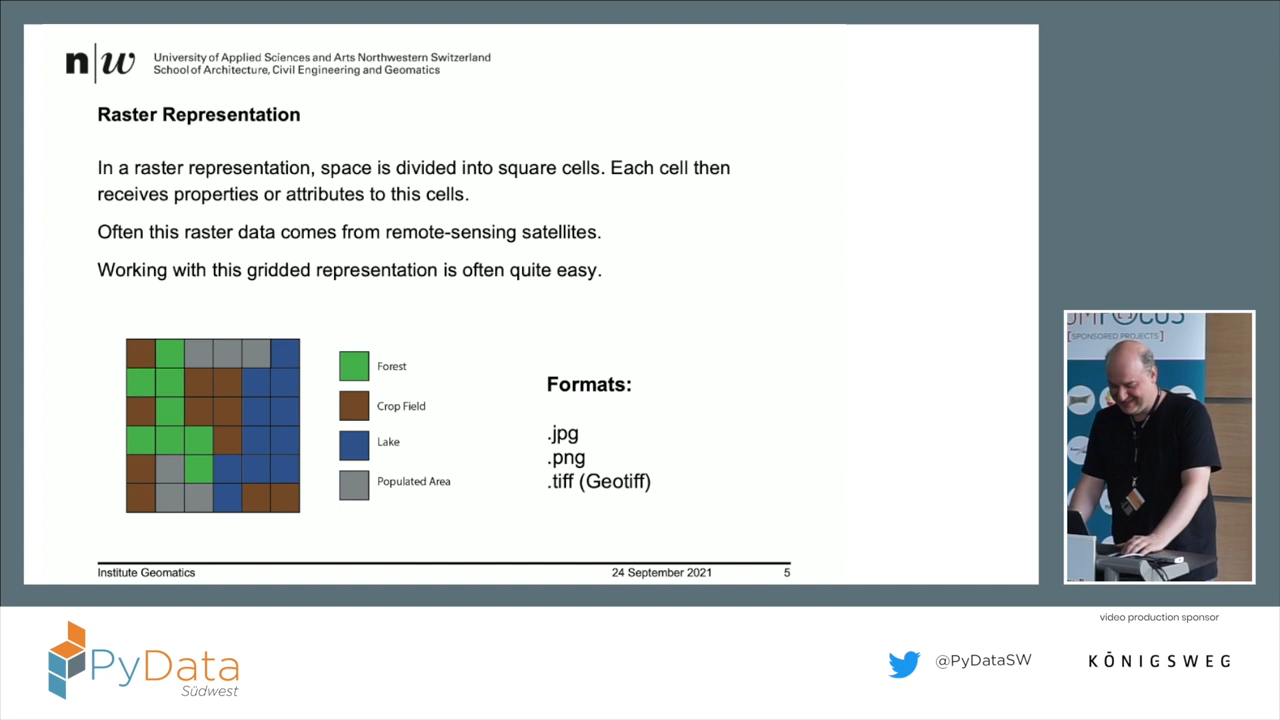 n|w
University of Applied Sciences and Arts Northwestern Switzerland
School of Architecture, Civil Engineering and Geomatics
Raster Representation
In a raster representation, space is divided into square cells. Each cell then
receives properties or attributes to this cells.
Often this raster data comes from remote-sensing satellites.
Working with this gridded representation is often quite easy.
Forest
Crop Field
Lake
Populated Area
Formats:
.jpg
.png
.tiff (Geotiff)
Institute Geomatics
24 September 2021
5
[SPONSORED PROJECTS]
PyData
Südwest
@PyDataSW
video production sponsor
KÖNIGSWEG